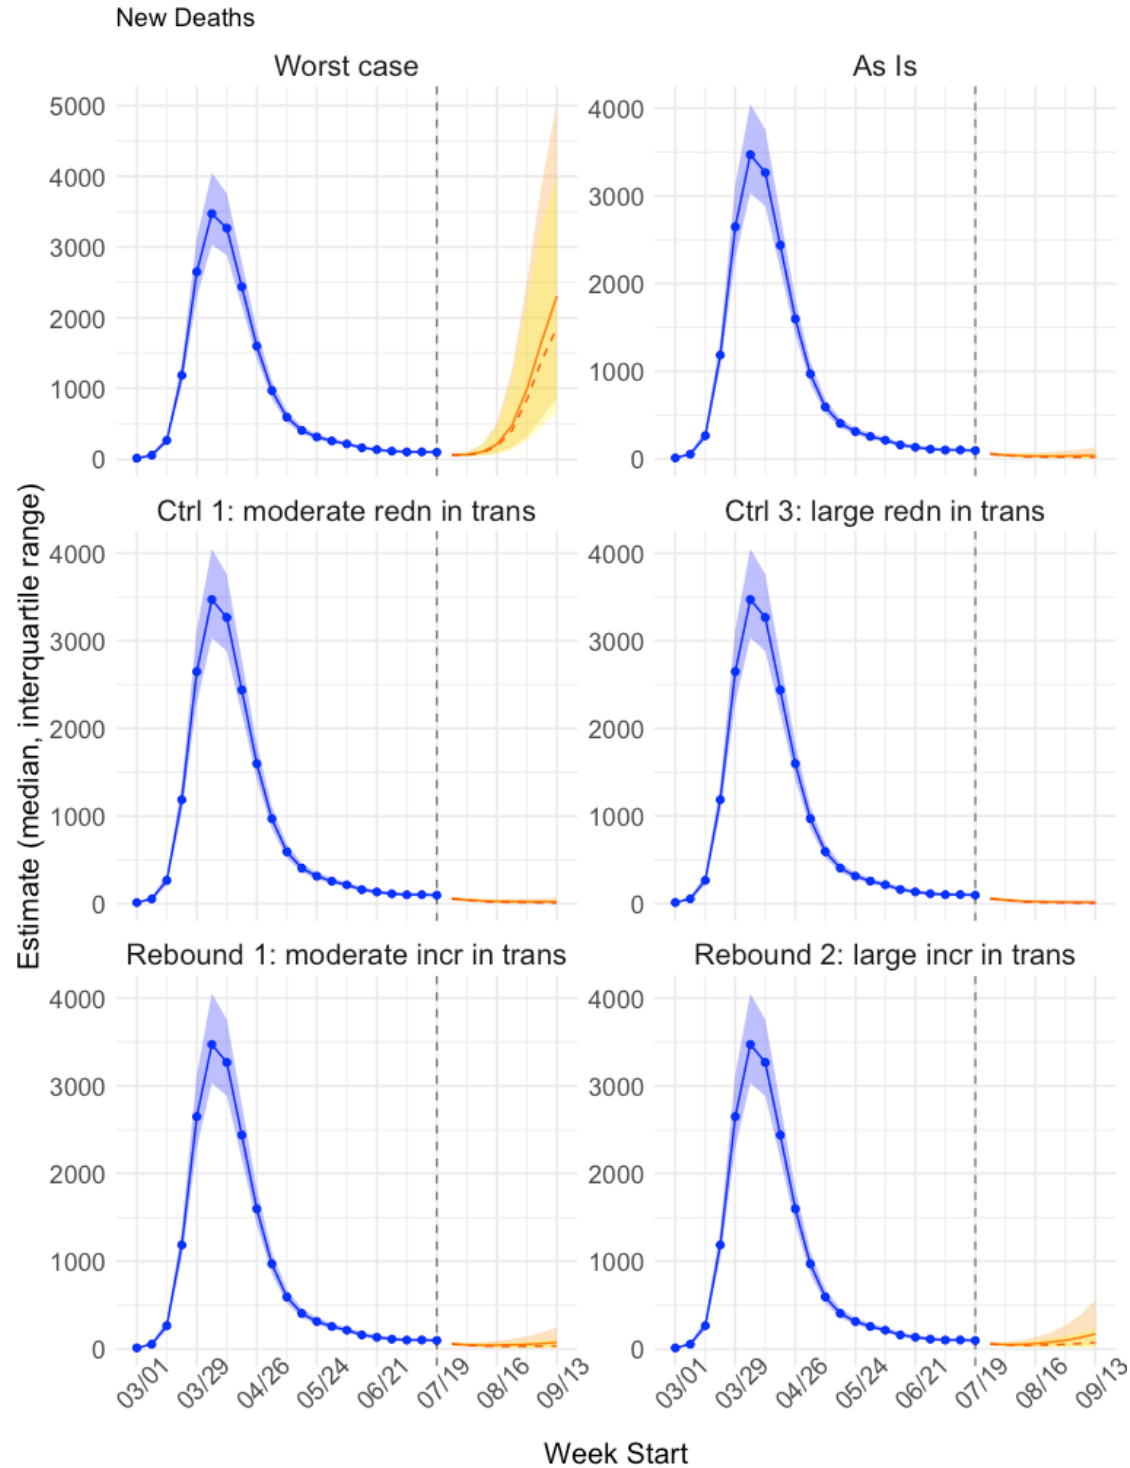 New Deaths
Worst case
As Is
5000
4000
3000
2000
1000
0
4000
3000
2000
1000
0
Estimate (median, interquartile range)
Ctrl 1: moderate redn in trans
Ctrl 3: large redn in trans
4000
3000
2000
1000
0
4000
3000
2000
1000
0
Rebound 1: moderate incr in trans
Rebound 2: large incr in trans
4000
3000
2000
1000
0
4000
3000
2000
1000
0
03/01 03/29 04/26 05/24 06/21 07/19 08/16 09/13
03/01 03/29 04/26 05/24 06/21 07/19 08/16 09/13
Week Start